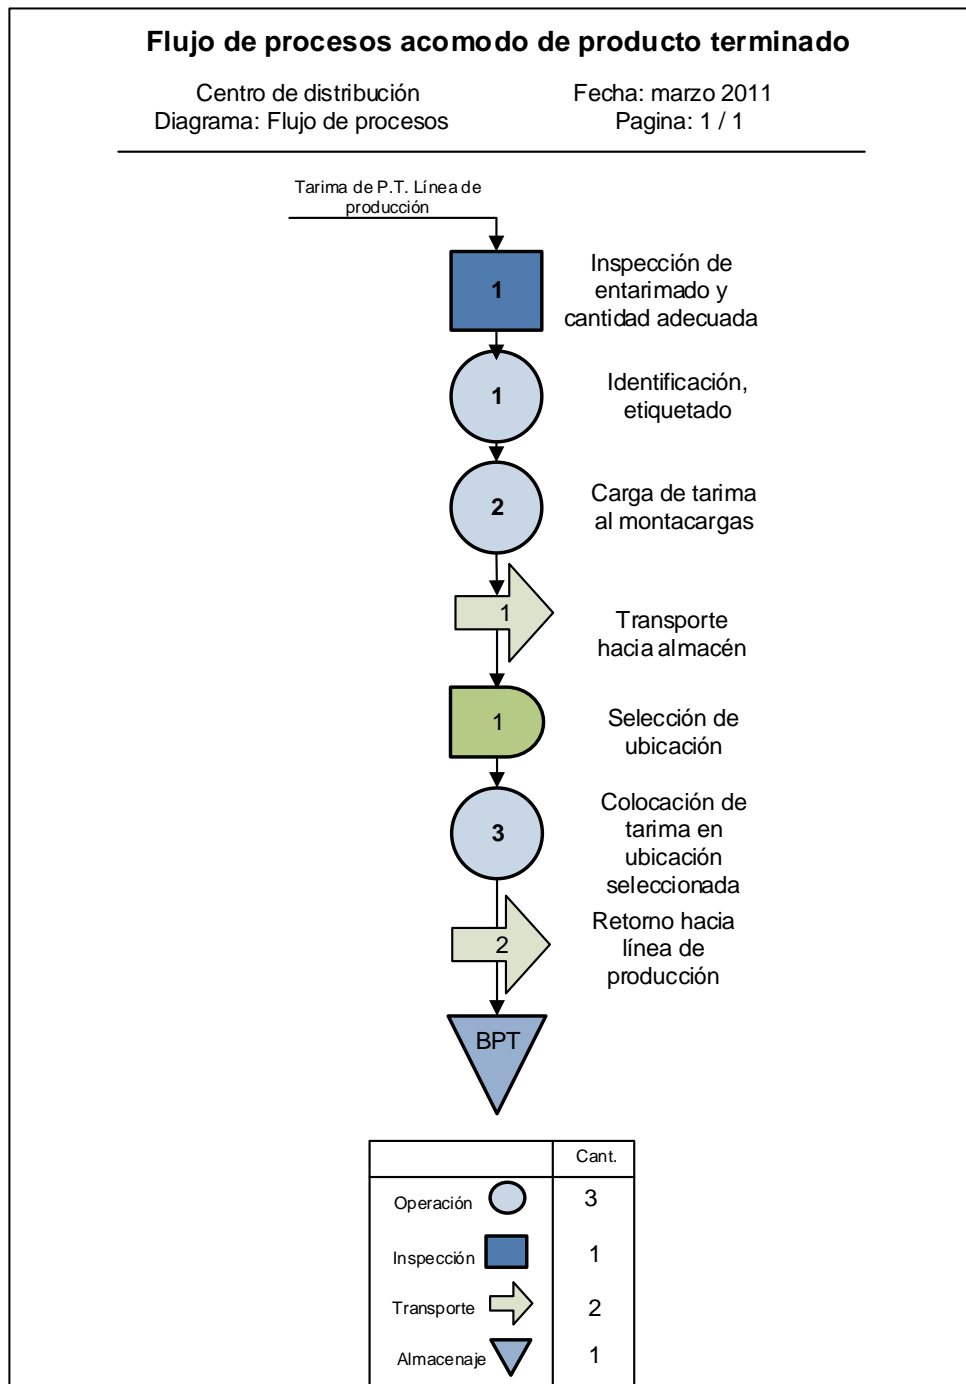 Flujo de procesos acomodo de producto terminado
Centro de distribución
Diagrama: Flujo de procesos
Fecha: marzo 2011
Pagina: 1 / 1
Tarima de P.T. Línea de
producción
1
Inspección de
entarimado y
cantidad adecuada
1
Identificación,
etiquetado
2
Carga de tarima
al montacargas
1
Transporte
hacia almacén
1
Selección de
ubicación
3
Colocación de
tarima en
ubicación
seleccionada
2
Retorno hacia
línea de
producción
BPT
Cant.
Operación 3
Inspección 1
Transporte 2
Almacenaje 1